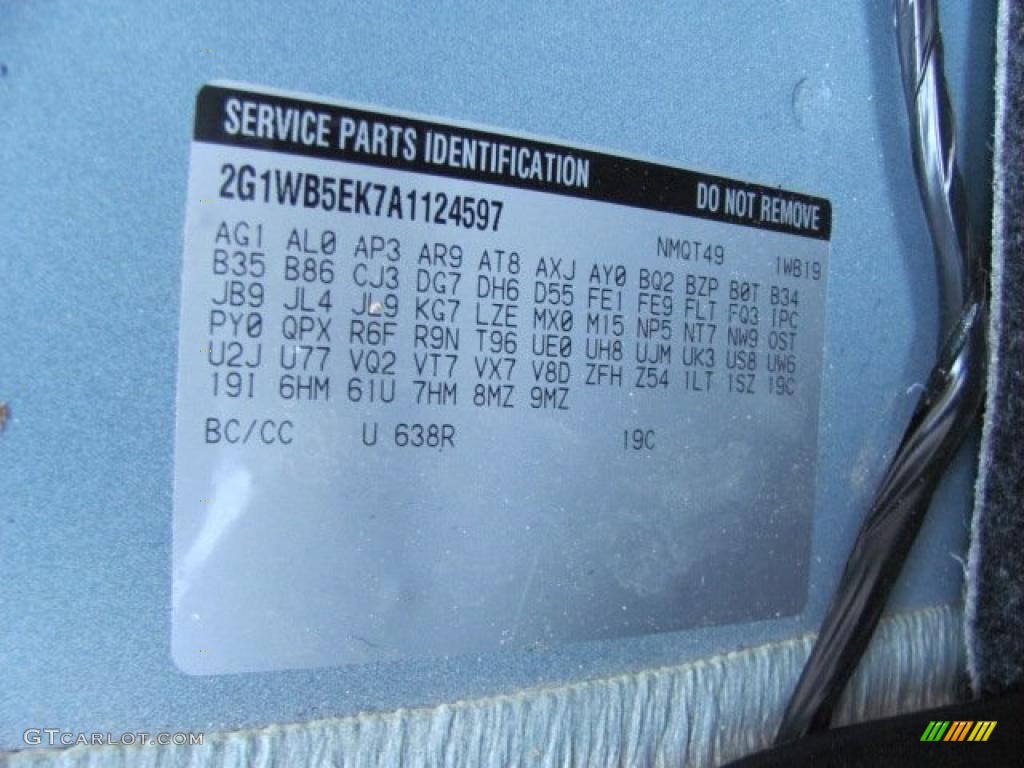 SERVICE PARTS IDENTIFICATION DO NOT REMOVE
2G1WB5EK7A1124597
NMQT49 1WB19
AG1 AL0 AP3 AR9 AT8 AXJ AY0 BQ2 BZP B0T B34
B35 B86 CJ3 DG7 DH6 D55 FE1 FE9 FLT FQ3 IPC
JB9 JL4 JL9 KG7 LZE MX0 M15 NP5 NT7 NW9 OST
PY0 QPX R6F R9N T96 UE0 UH8 UJM UK3 US8 UW6
U2J U77 VQ2 VT7 VX7 V8D ZFH Z54 1LT 1SZ 19C
19I 6HM 61U 7HM 8MZ 9MZ
BC/CC U 638R 19C
GTCARLOT.COM